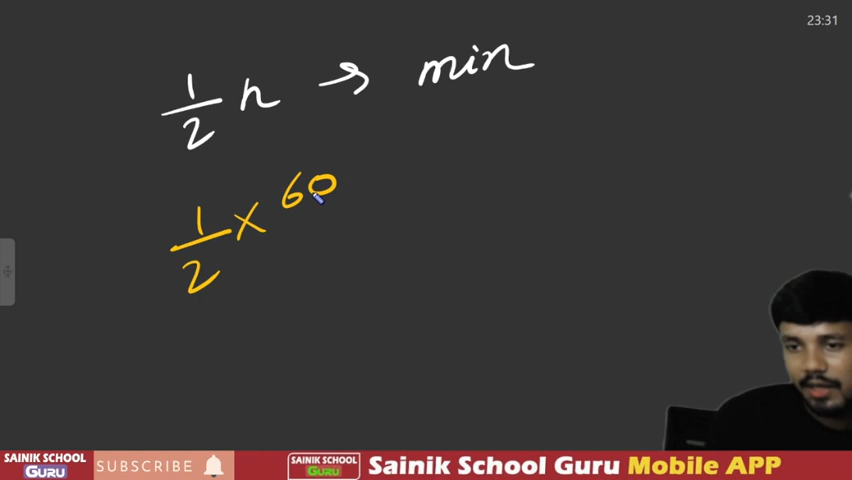 23:31
1/2 h → min
1/2 × 60
SAINIK SCHOOL
GURU
SUBSCRIBE
SAINIK SCHOOL
GURU
Sainik School Guru Mobile APP